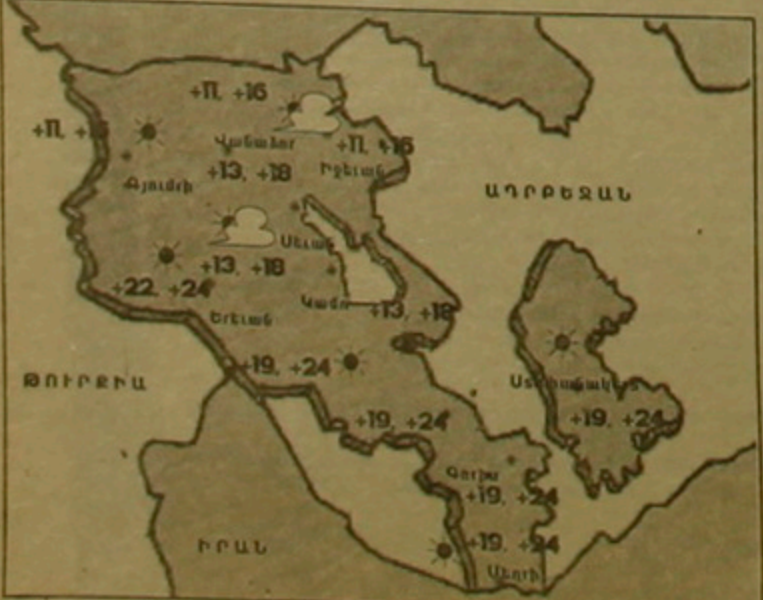 +11, +16
+11, +16
Վանաձոր
+11, +16
Իջեւան
Գյումրի
+13, +18
ԱԴՐԲԵՋԱՆ
Սեւան
+13, +18
+22, +24
Կամո
+13, +18
Երեւան
+19, +24
ԹՈՒՐՔԻԱ
Ստեփանակերտ
+19, +24
+19, +24
Գորիս
+19, +24
+19, +24
ԻՐԱՆ
Մեղրի